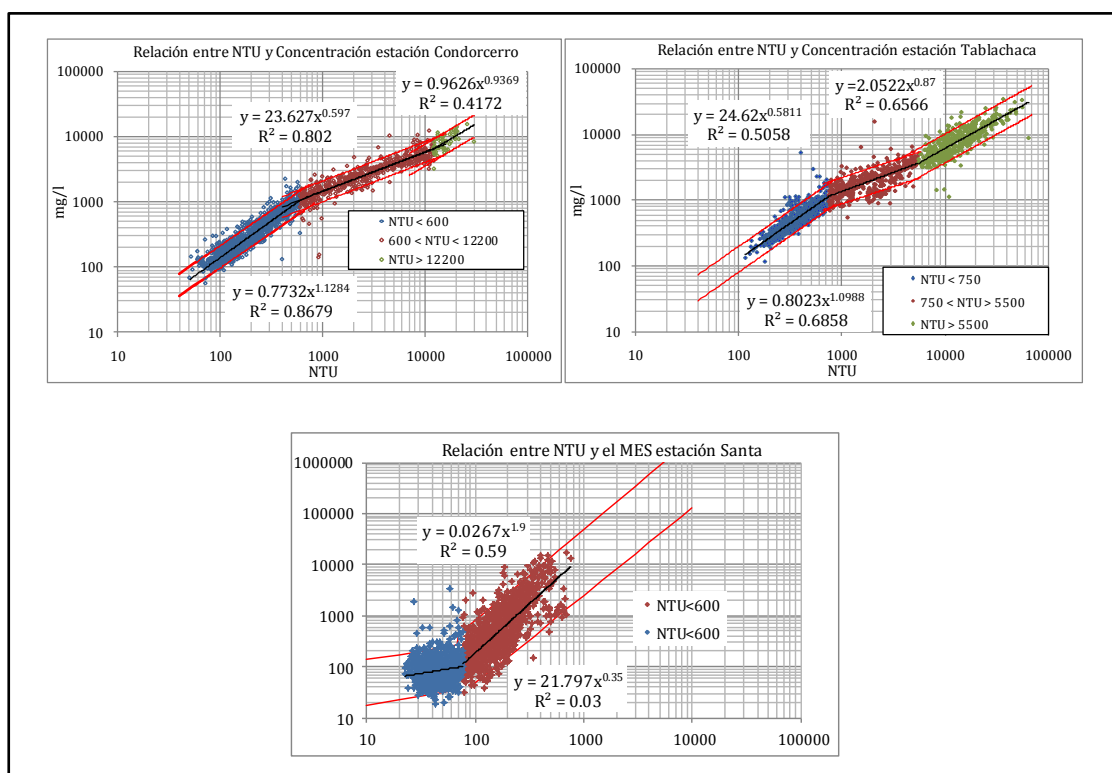 Relación entre NTU y Concentración estación Condorcerro
100000
10000
1000
100
10
mg/l
y = 0.9626x^0.9369
R² = 0.4172
y = 23.627x^0.597
R² = 0.802
NTU < 600
600 < NTU < 12200
NTU > 12200
y = 0.7732x^1.1284
R² = 0.8679
10 100 1000 10000 100000
NTU
Relación entre NTU y Concentración estación Tablachaca
100000
10000
1000
100
10
mg/l
y = 2.0522x^0.87
R² = 0.6566
y = 24.62x^0.5811
R² = 0.5058
NTU < 750
750 < NTU > 5500
NTU > 5500
y = 0.8023x^1.0988
R² = 0.6858
10 100 1000 10000 100000
NTU
Relación entre NTU y el MES estación Santa
1000000
100000
10000
1000
100
10
y = 0.0267x^1.9
R² = 0.59
NTU<600
NTU<600
y = 21.797x^0.35
R² = 0.03
10 100 1000 10000 100000